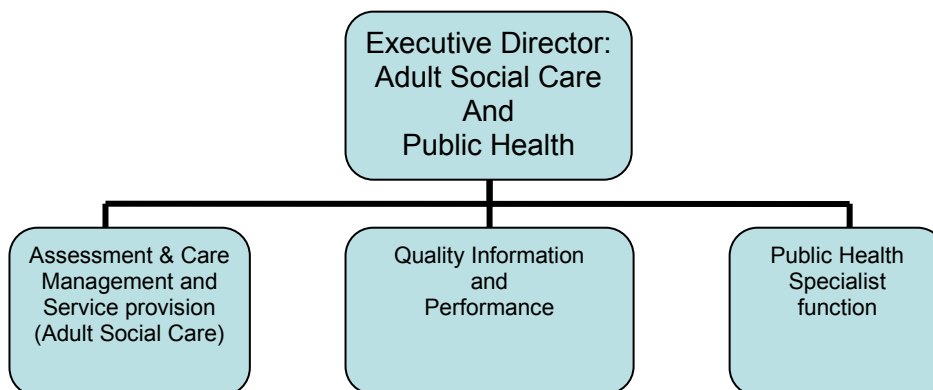 Executive Director:
Adult Social Care
And
Public Health
Assessment & Care
Management and
Service provision
(Adult Social Care)
Quality Information
and
Performance
Public Health
Specialist
function